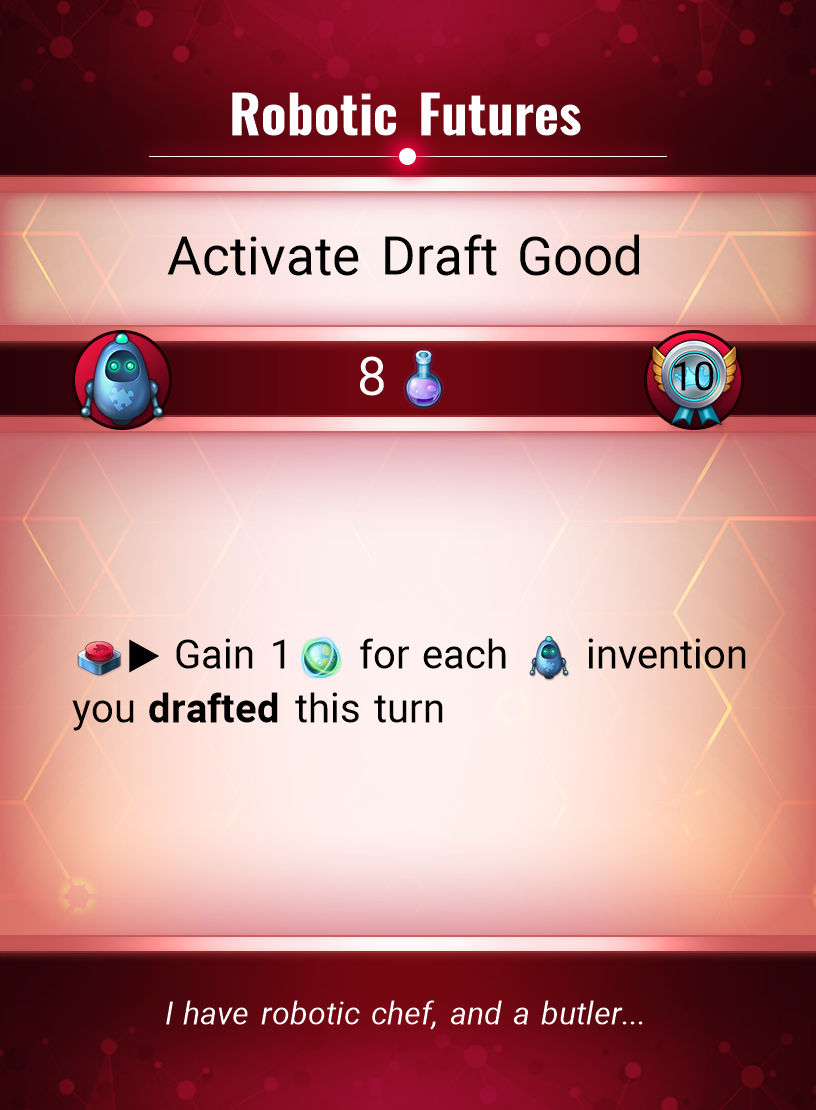 Robotic Futures
Activate Draft Good
8
10
▶ Gain 1 for each invention
you drafted this turn
I have robotic chef, and a butler...